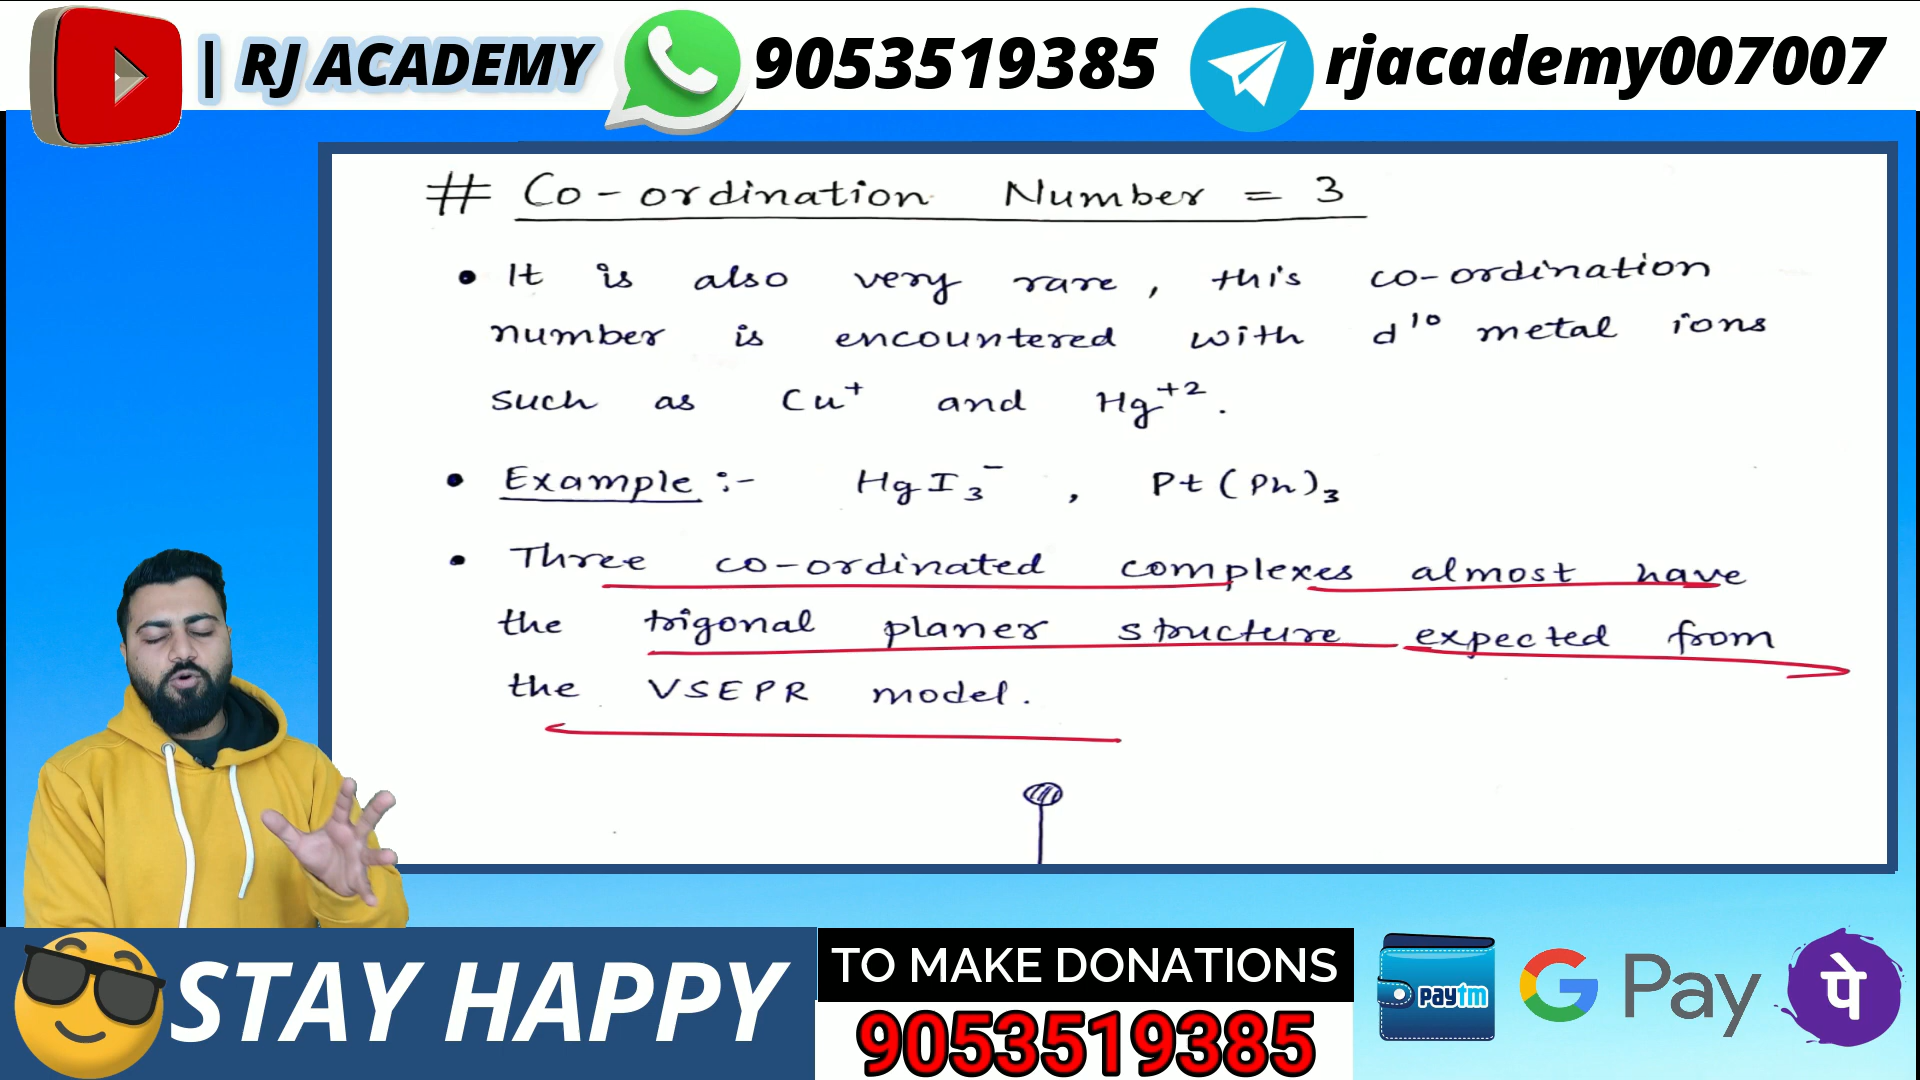 | RJ ACADEMY 9053519385 rjacademy007007
# Co-ordination Number = 3
• It is also very rare, this co-ordination
number is encountered with d¹⁰ metal ions
such as Cu⁺ and Hg⁺².
• Example :- HgI₃⁻ , Pt(Ph)₃
• Three co-ordinated complexes almost have
the trigonal planer structure expected from
the VSEPR model.
STAY HAPPY
TO MAKE DONATIONS
9053519385
paytm
G Pay
पे